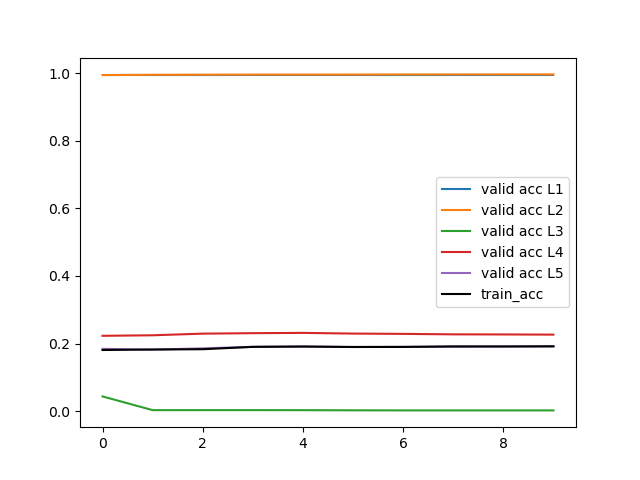 1.0
0.8
0.6
0.4
0.2
0.0
0 2 4 6 8
valid acc L1
valid acc L2
valid acc L3
valid acc L4
valid acc L5
train_acc